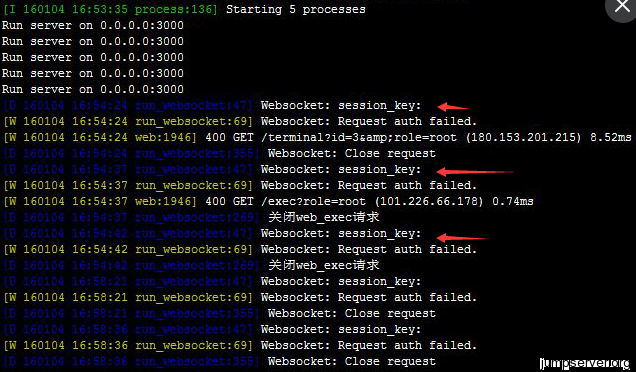 [I 160104 16:53:35 process:136] Starting 5 processes
Run server on 0.0.0.0:3000
Run server on 0.0.0.0:3000
Run server on 0.0.0.0:3000
Run server on 0.0.0.0:3000
Run server on 0.0.0.0:3000
[D 160104 16:54:24 run_websocket:47] Websocket: session_key:
[W 160104 16:54:24 run_websocket:69] Websocket: Request auth failed.
[W 160104 16:54:24 web:1946] 400 GET /terminal?id=3&amp;role=root (180.153.201.215) 8.52ms
[D 160104 16:54:24 run_websocket:355] Websocket: Close request
[D 160104 16:54:37 run_websocket:47] Websocket: session_key:
[W 160104 16:54:37 run_websocket:69] Websocket: Request auth failed.
[W 160104 16:54:37 web:1946] 400 GET /exec?role=root (101.226.66.178) 0.74ms
[D 160104 16:54:37 run_websocket:269] 关闭web_exec请求
[D 160104 16:54:42 run_websocket:47] Websocket: session_key:
[W 160104 16:54:42 run_websocket:69] Websocket: Request auth failed.
[D 160104 16:54:42 run_websocket:269] 关闭web_exec请求
[D 160104 16:58:21 run_websocket:47] Websocket: session_key:
[W 160104 16:58:21 run_websocket:69] Websocket: Request auth failed.
[D 160104 16:58:21 run_websocket:355] Websocket: Close request
[D 160104 16:58:36 run_websocket:47] Websocket: session_key:
[W 160104 16:58:36 run_websocket:69] Websocket: Request auth failed.
[D 160104 16:58:36 run_websocket:355] Websocket: Close request
jumpserver.org